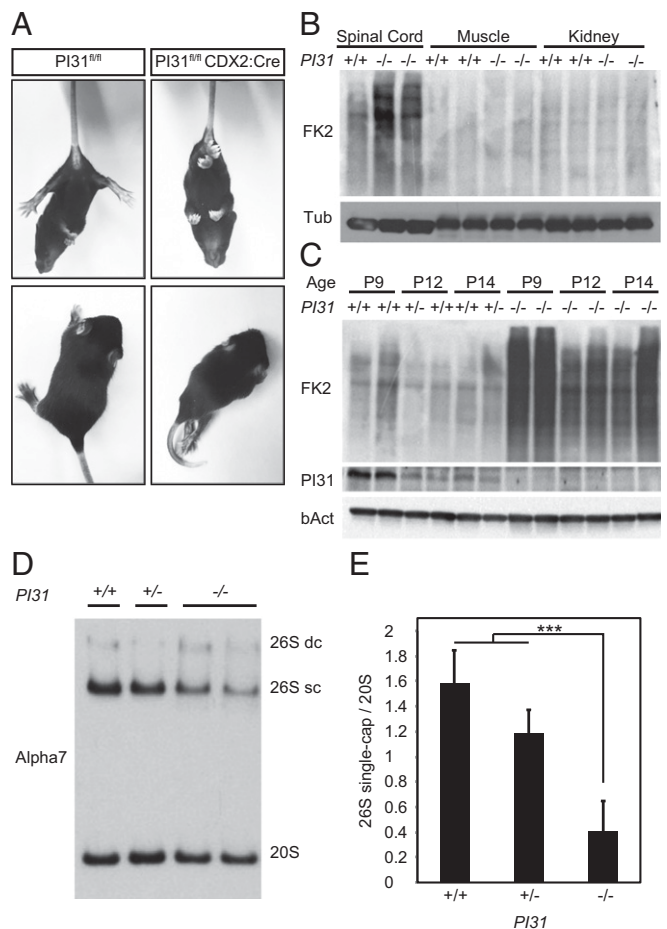 A
PI31fl/fl
PI31fl/fl CDX2:Cre
B
Spinal Cord Muscle Kidney
PI31 +/+ -/- -/- +/+ +/+ -/- -/- +/+ +/+ -/- -/-
FK2
Tub
C
Age P9 P12 P14 P9 P12 P14
PI31 +/+ +/+ +/- +/+ +/+ +/- -/- -/- -/- -/- -/- -/-
FK2
PI31
bAct
D
PI31 +/+ +/- -/-
26S dc
26S sc
Alpha7
20S
E
26S single-cap / 20S
2
1.8
1.6
1.4
1.2
1
0.8
0.6
0.4
0.2
0
***
+/+ +/- -/-
PI31